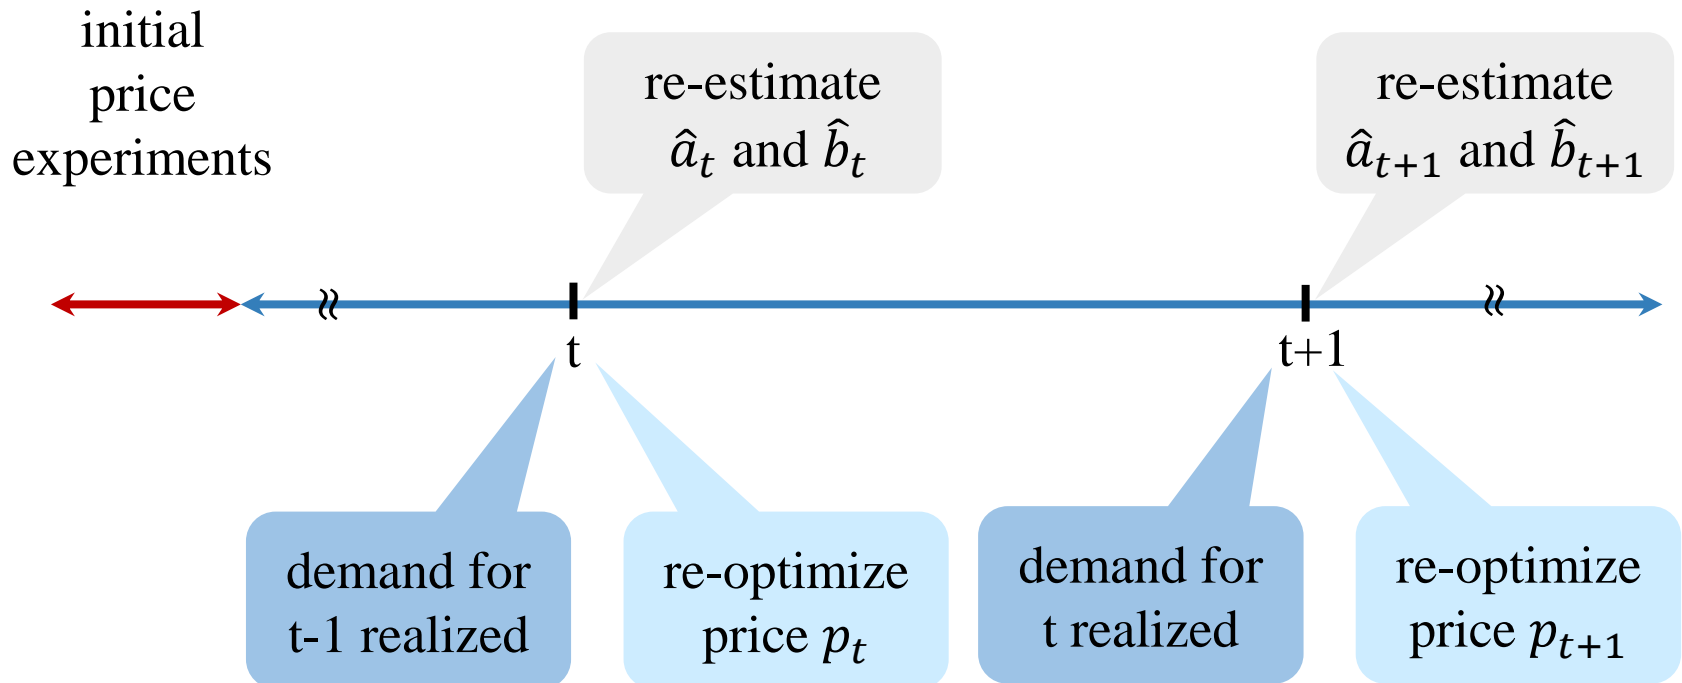 initial
price
experiments
re-estimate
â_t and b̂_t
re-estimate
â_{t+1} and b̂_{t+1}
≈
≈
t
t+1
demand for
t-1 realized
re-optimize
price p_t
demand for
t realized
re-optimize
price p_{t+1}